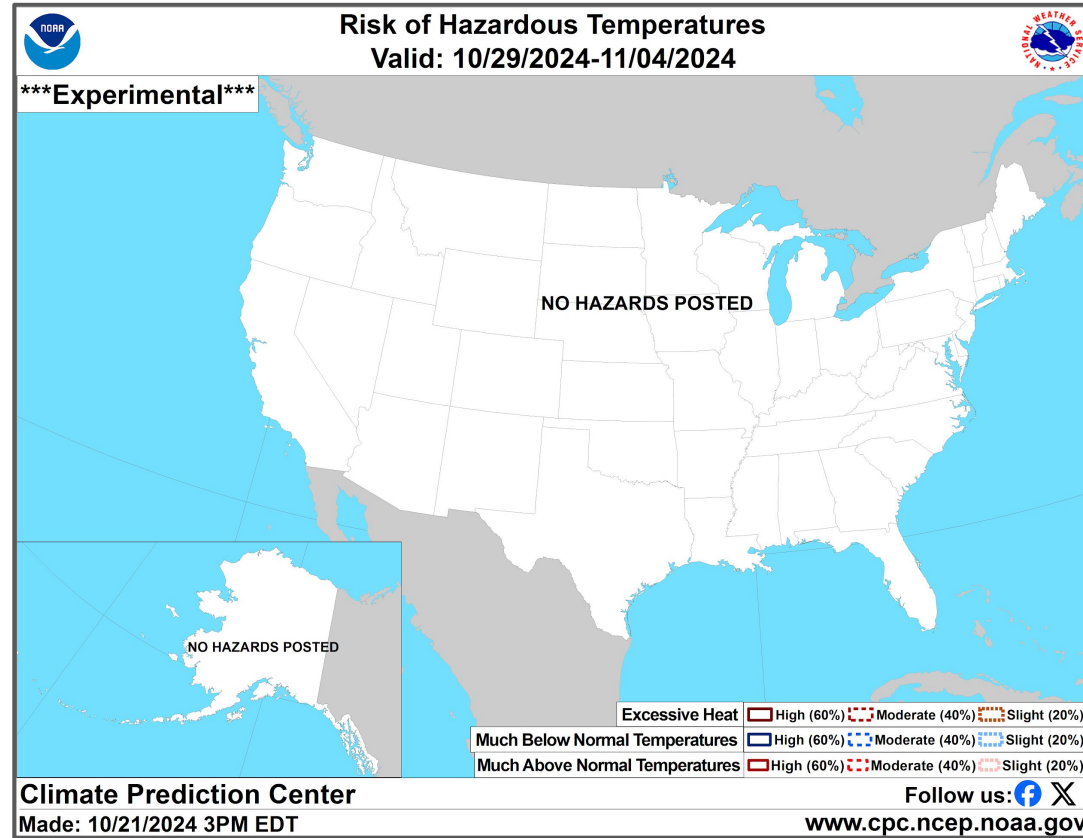 NOAA
Risk of Hazardous Temperatures
Valid: 10/29/2024-11/04/2024
NATIONAL WEATHER SERVICE
***Experimental***
NO HAZARDS POSTED
NO HAZARDS POSTED
Excessive Heat High (60%) Moderate (40%) Slight (20%)
Much Below Normal Temperatures High (60%) Moderate (40%) Slight (20%)
Much Above Normal Temperatures High (60%) Moderate (40%) Slight (20%)
Climate Prediction Center
Follow us:
Made: 10/21/2024 3PM EDT
www.cpc.ncep.noaa.gov